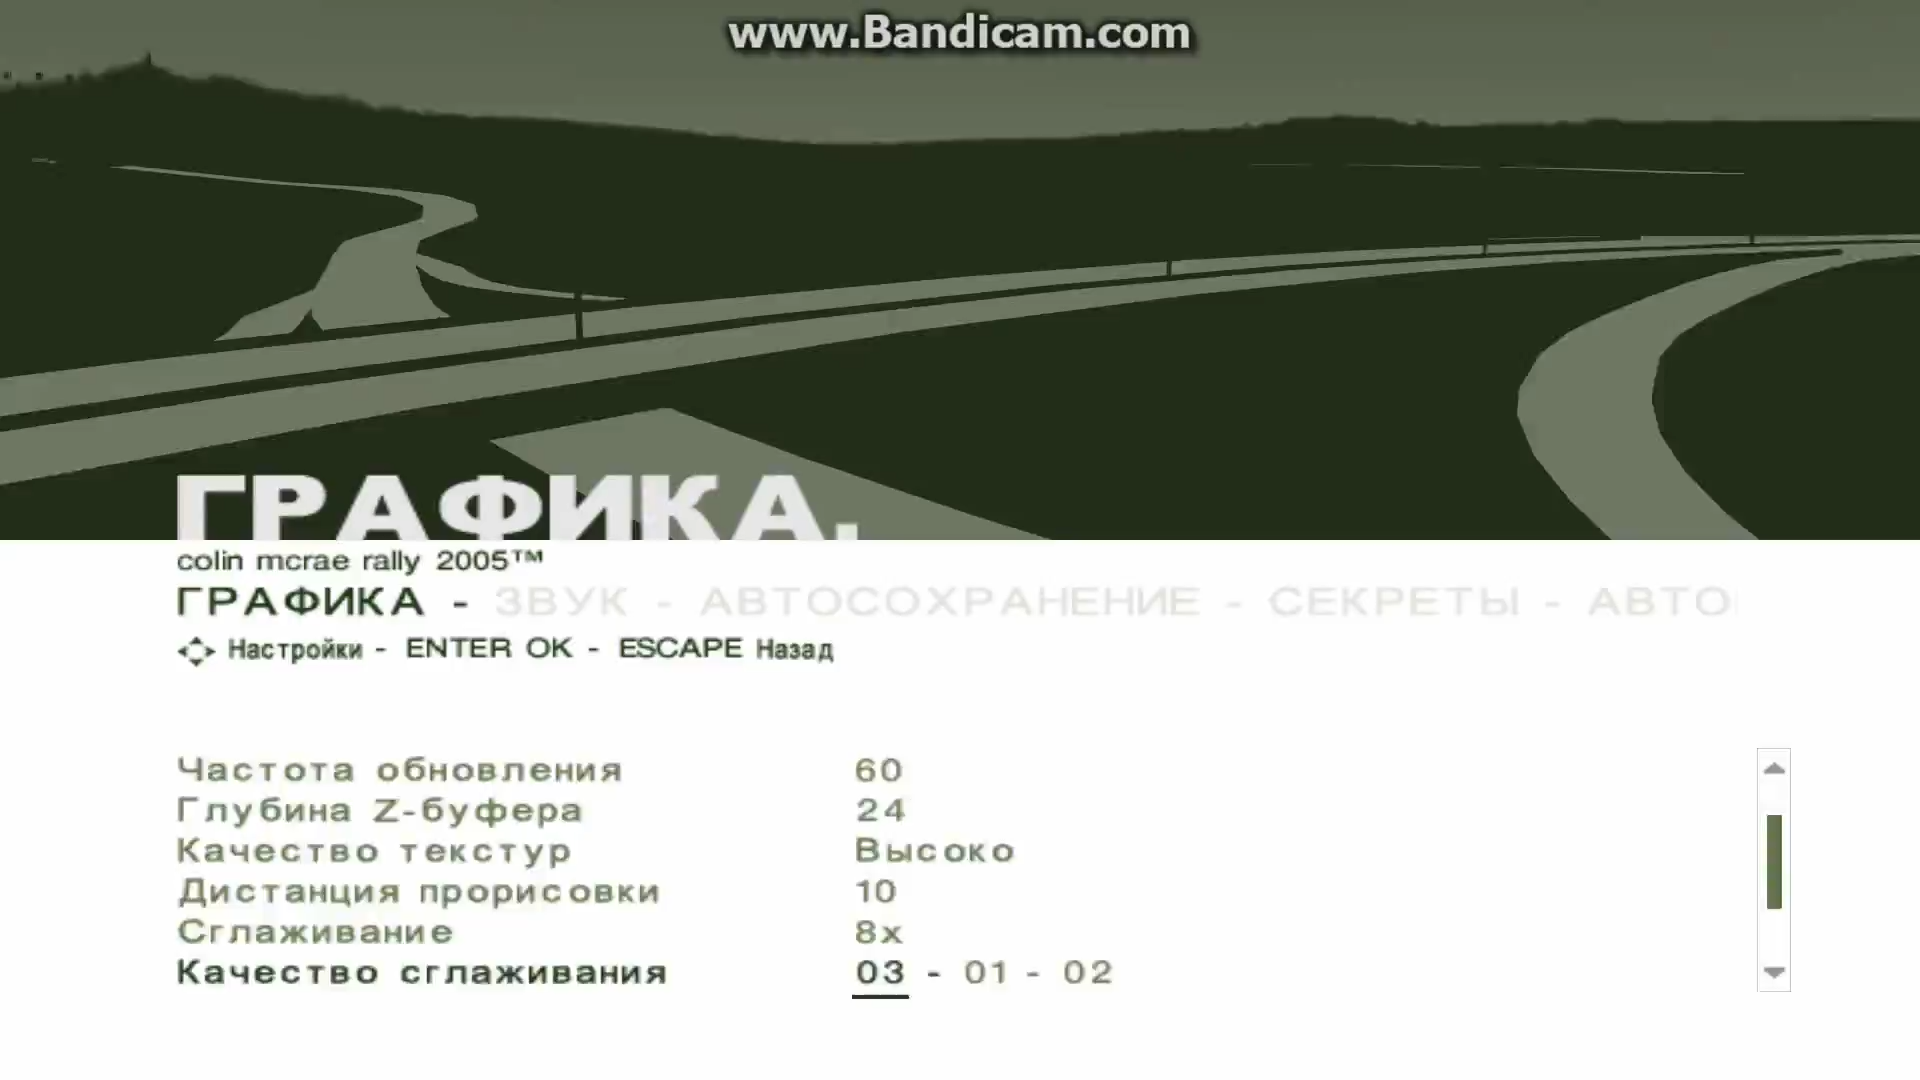 www.Bandicam.com
ГРАФИКА.
colin mcrae rally 2005™
ГРАФИКА - ЗВУК - АВТОСОХРАНЕНИЕ - СЕКРЕТЫ - АВТО
Настройки - ENTER OK - ESCAPE Назад
Частота обновления 60
Глубина Z-буфера 24
Качество текстур Высоко
Дистанция прорисовки 10
Сглаживание 8x
Качество сглаживания 03 - 01 - 02